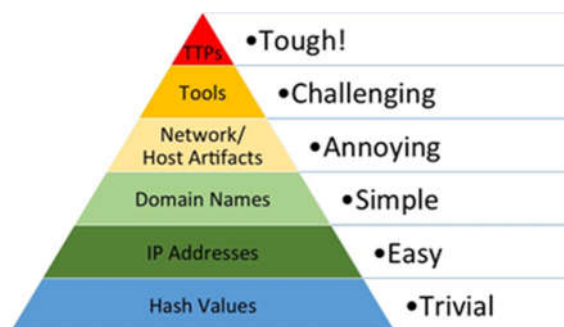 TTPs
•Tough!
Tools
•Challenging
Network/
Host Artifacts
•Annoying
Domain Names
•Simple
IP Addresses
•Easy
Hash Values
•Trivial